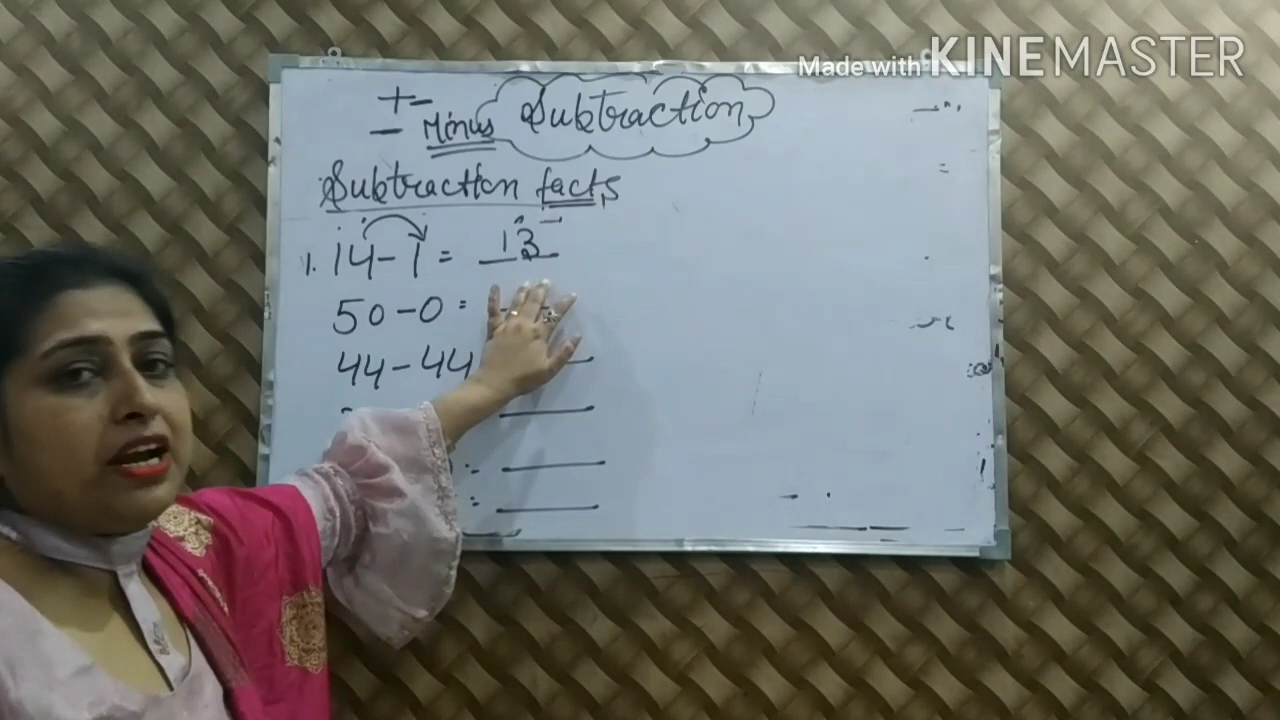 Made with KINEMASTER
+-
- Minus Subtraction
Subtraction facts
1. 14-1 = 13
50-0 =
44-44